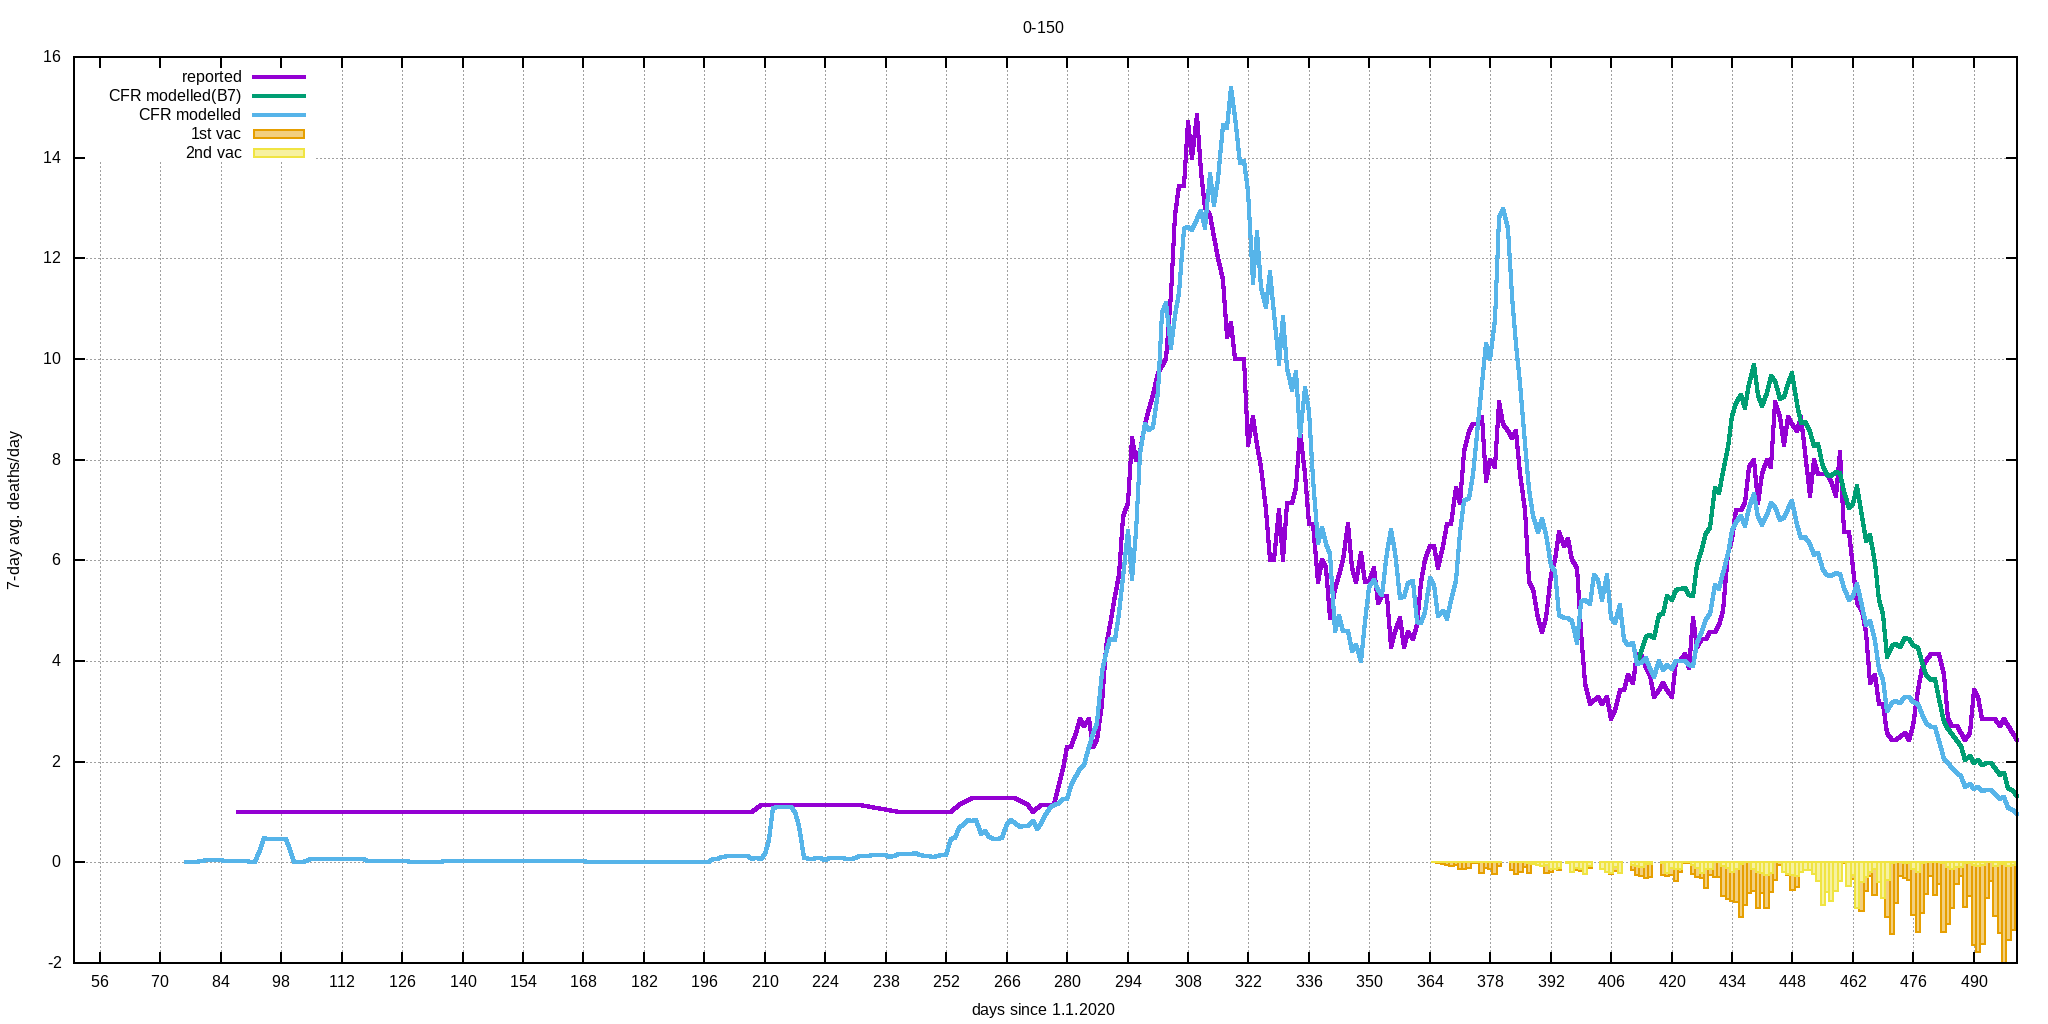 0-150
reported
CFR modelled(B7)
CFR modelled
1st vac
2nd vac
16
14
12
10
8
6
4
2
0
-2
7-day avg. deaths/day
56 70 84 98 112 126 140 154 168 182 196 210 224 238 252 266 280 294 308 322 336 350 364 378 392 406 420 434 448 462 476 490
days since 1.1.2020